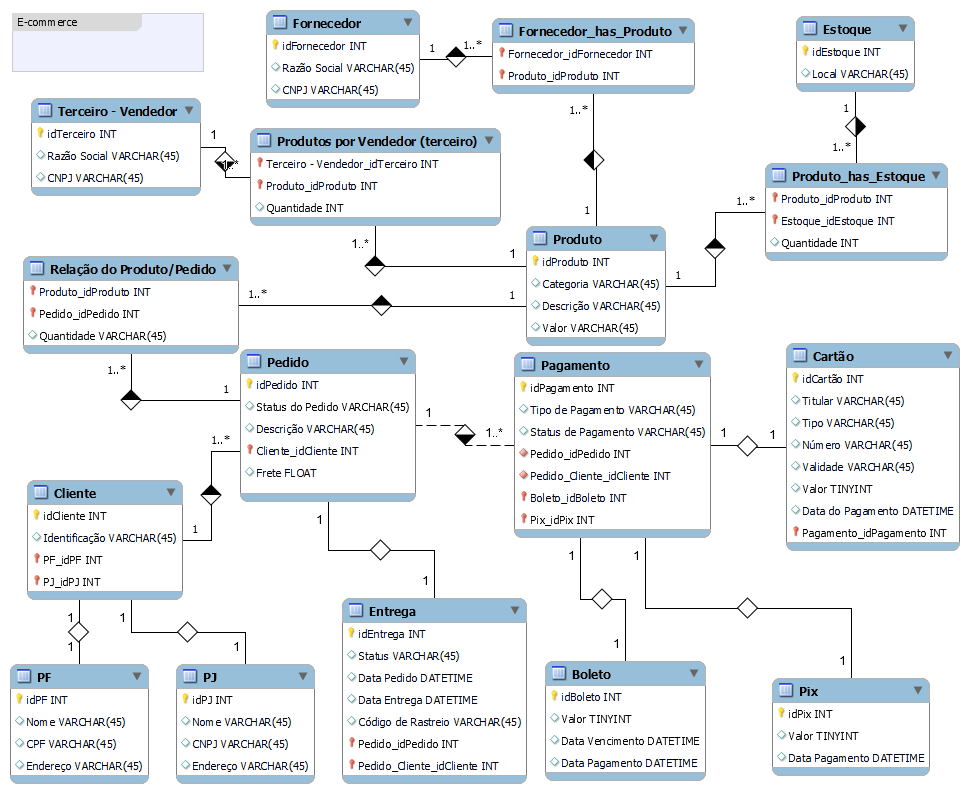 E-commerce
Fornecedor
idFornecedor INT
Razão Social VARCHAR(45)
CNPJ VARCHAR(45)
1
1..*
Fornecedor_has_Produto
Fornecedor_idFornecedor INT
Produto_idProduto INT
1..*
1
Estoque
idEstoque INT
Local VARCHAR(45)
1
1..*
Terceiro - Vendedor
idTerceiro INT
Razão Social VARCHAR(45)
CNPJ VARCHAR(45)
1
1..*
Produtos por Vendedor (terceiro)
Terceiro - Vendedor_idTerceiro INT
Produto_idProduto INT
Quantidade INT
1..*
1
Produto_has_Estoque
Produto_idProduto INT
Estoque_idEstoque INT
Quantidade INT
1..*
1
Produto
idProduto INT
Categoria VARCHAR(45)
Descrição VARCHAR(45)
Valor VARCHAR(45)
Relação do Produto/Pedido
Produto_idProduto INT
Pedido_idPedido INT
Quantidade VARCHAR(45)
1..*
1
1..*
1
Pedido
idPedido INT
Status do Pedido VARCHAR(45)
Descrição VARCHAR(45)
Cliente_idCliente INT
Frete FLOAT
1
1..*
Pagamento
idPagamento INT
Tipo de Pagamento VARCHAR(45)
Status de Pagamento VARCHAR(45)
Pedido_idPedido INT
Pedido_Cliente_idCliente INT
Boleto_idBoleto INT
Pix_idPix INT
1
1
Cartão
idCartão INT
Titular VARCHAR(45)
Tipo VARCHAR(45)
Número VARCHAR(45)
Validade VARCHAR(45)
Valor TINYINT
Data do Pagamento DATETIME
Pagamento_idPagamento INT
Cliente
idCliente INT
Identificação VARCHAR(45)
PF_idPF INT
PJ_idPJ INT
1..*
1
1
1
1
1
PF
idPF INT
Nome VARCHAR(45)
CPF VARCHAR(45)
Endereço VARCHAR(45)
PJ
idPJ INT
Nome VARCHAR(45)
CNPJ VARCHAR(45)
Endereço VARCHAR(45)
1
1
Entrega
idEntrega INT
Status VARCHAR(45)
Data Pedido DATETIME
Data Entrega DATETIME
Código de Rastreio VARCHAR(45)
Pedido_idPedido INT
Pedido_Cliente_idCliente INT
1
1
Boleto
idBoleto INT
Valor TINYINT
Data Vencimento DATETIME
Data Pagamento DATETIME
1
1
Pix
idPix INT
Valor TINYINT
Data Pagamento DATETIME